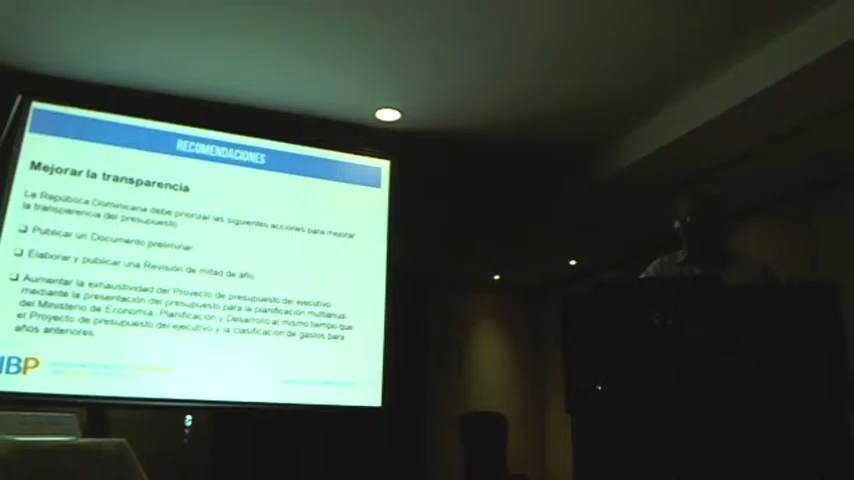 RECOMENDACIONES
Mejorar la transparencia
La República Dominicana debe priorizar las siguientes acciones para mejorar
la transparencia del presupuesto
Publicar un Documento preliminar
Elaborar y publicar una Revisión de mitad de año
Aumentar la exhaustividad del Proyecto de presupuesto de ejecutivo
mediante la presentación del presupuesto para la planificación multianual
del Ministerio de Economía, Planificación y Desarrollo al mismo tiempo que
el Proyecto de presupuesto del ejecutivo y la clasificación de gastos para
años anteriores.
IBP